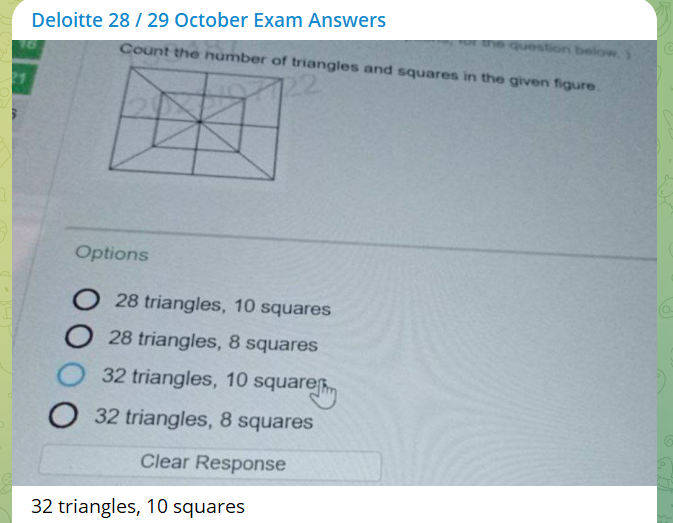 Deloitte 28 / 29 October Exam Answers
the question below. )
Count the number of triangles and squares in the given figure.
Options
28 triangles, 10 squares
28 triangles, 8 squares
32 triangles, 10 squares
32 triangles, 8 squares
Clear Response
32 triangles, 10 squares